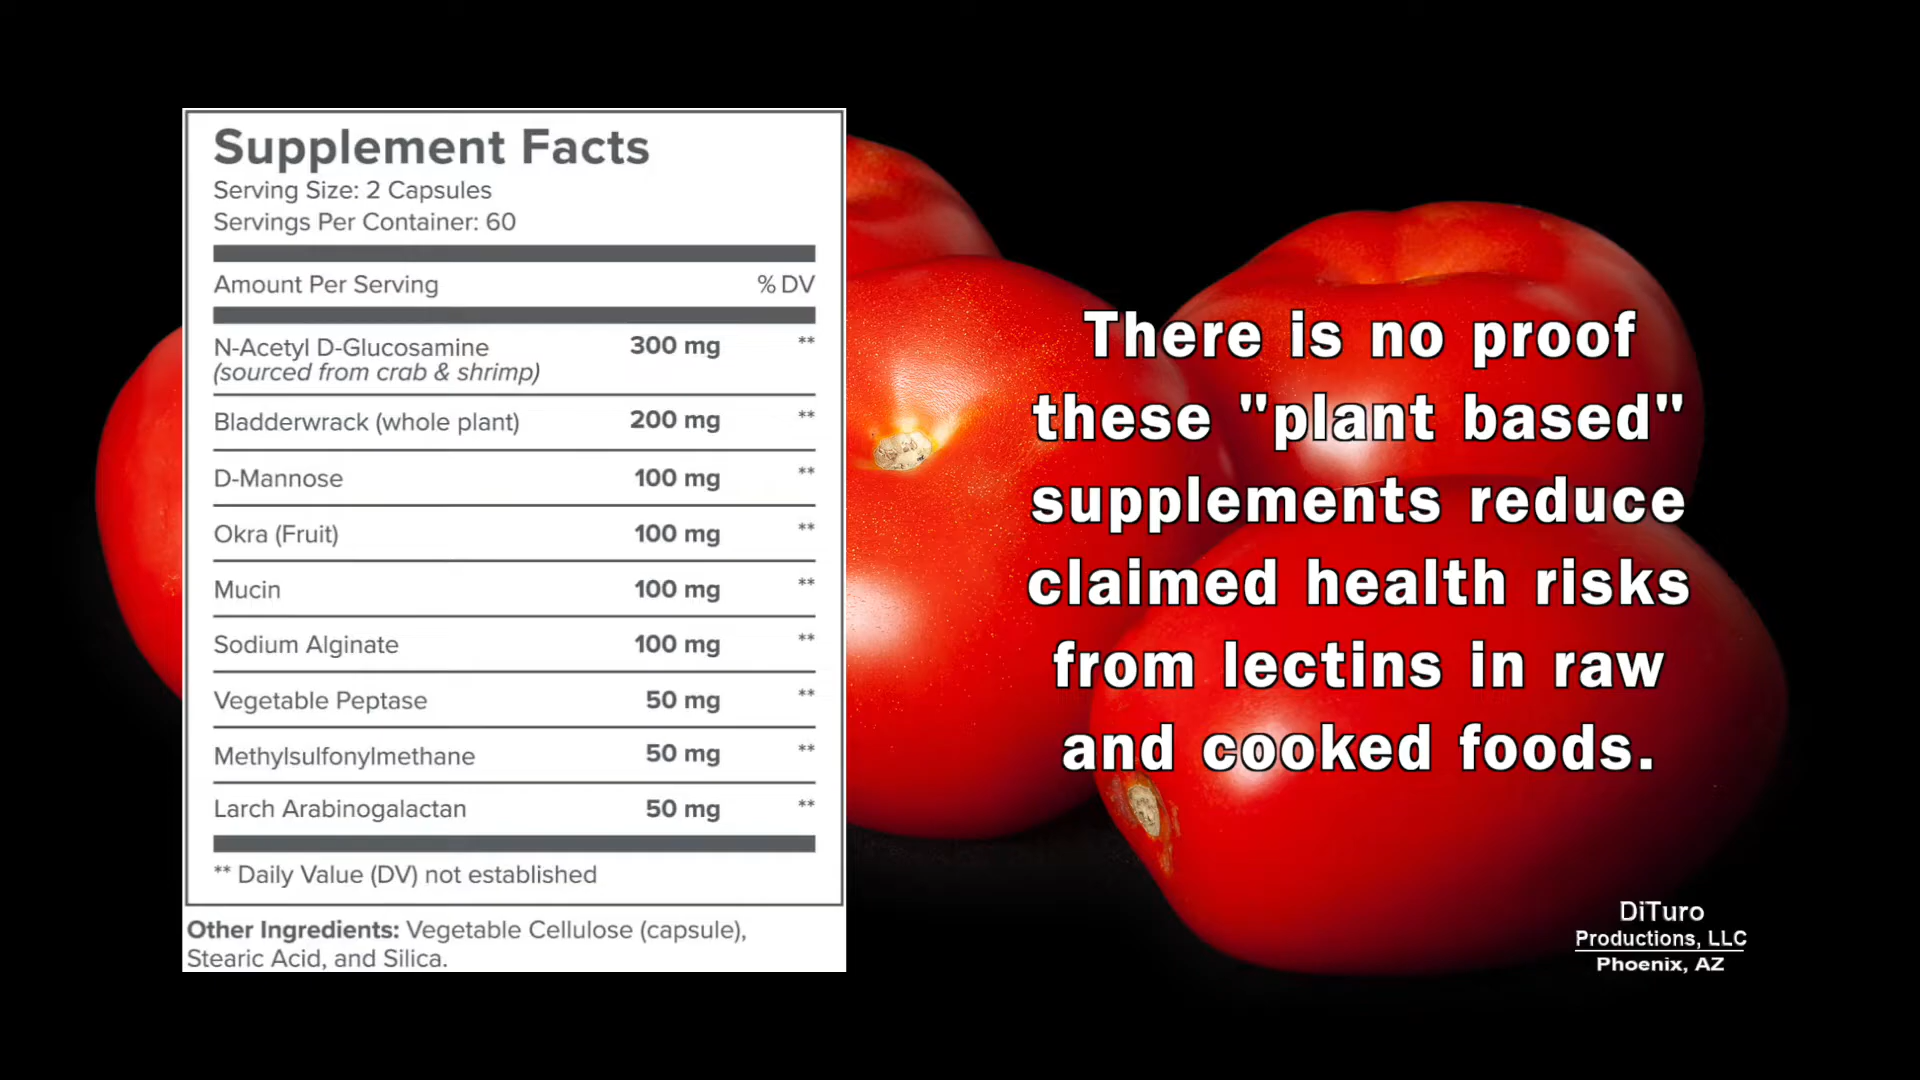 Supplement Facts
Serving Size: 2 Capsules
Servings Per Container: 60
Amount Per Serving % DV
N-Acetyl D-Glucosamine 300 mg **
(sourced from crab & shrimp)
Bladderwrack (whole plant) 200 mg **
D-Mannose 100 mg **
Okra (Fruit) 100 mg **
Mucin 100 mg **
Sodium Alginate 100 mg **
Vegetable Peptase 50 mg **
Methylsulfonylmethane 50 mg **
Larch Arabinogalactan 50 mg **
** Daily Value (DV) not established
Other Ingredients: Vegetable Cellulose (capsule),
Stearic Acid, and Silica.
There is no proof
these "plant based"
supplements reduce
claimed health risks
from lectins in raw
and cooked foods.
DiTuro
Productions, LLC
Phoenix, AZ